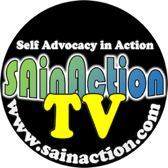 Self Advocacy in Action
SAinAction
TV
www.sainaction.com